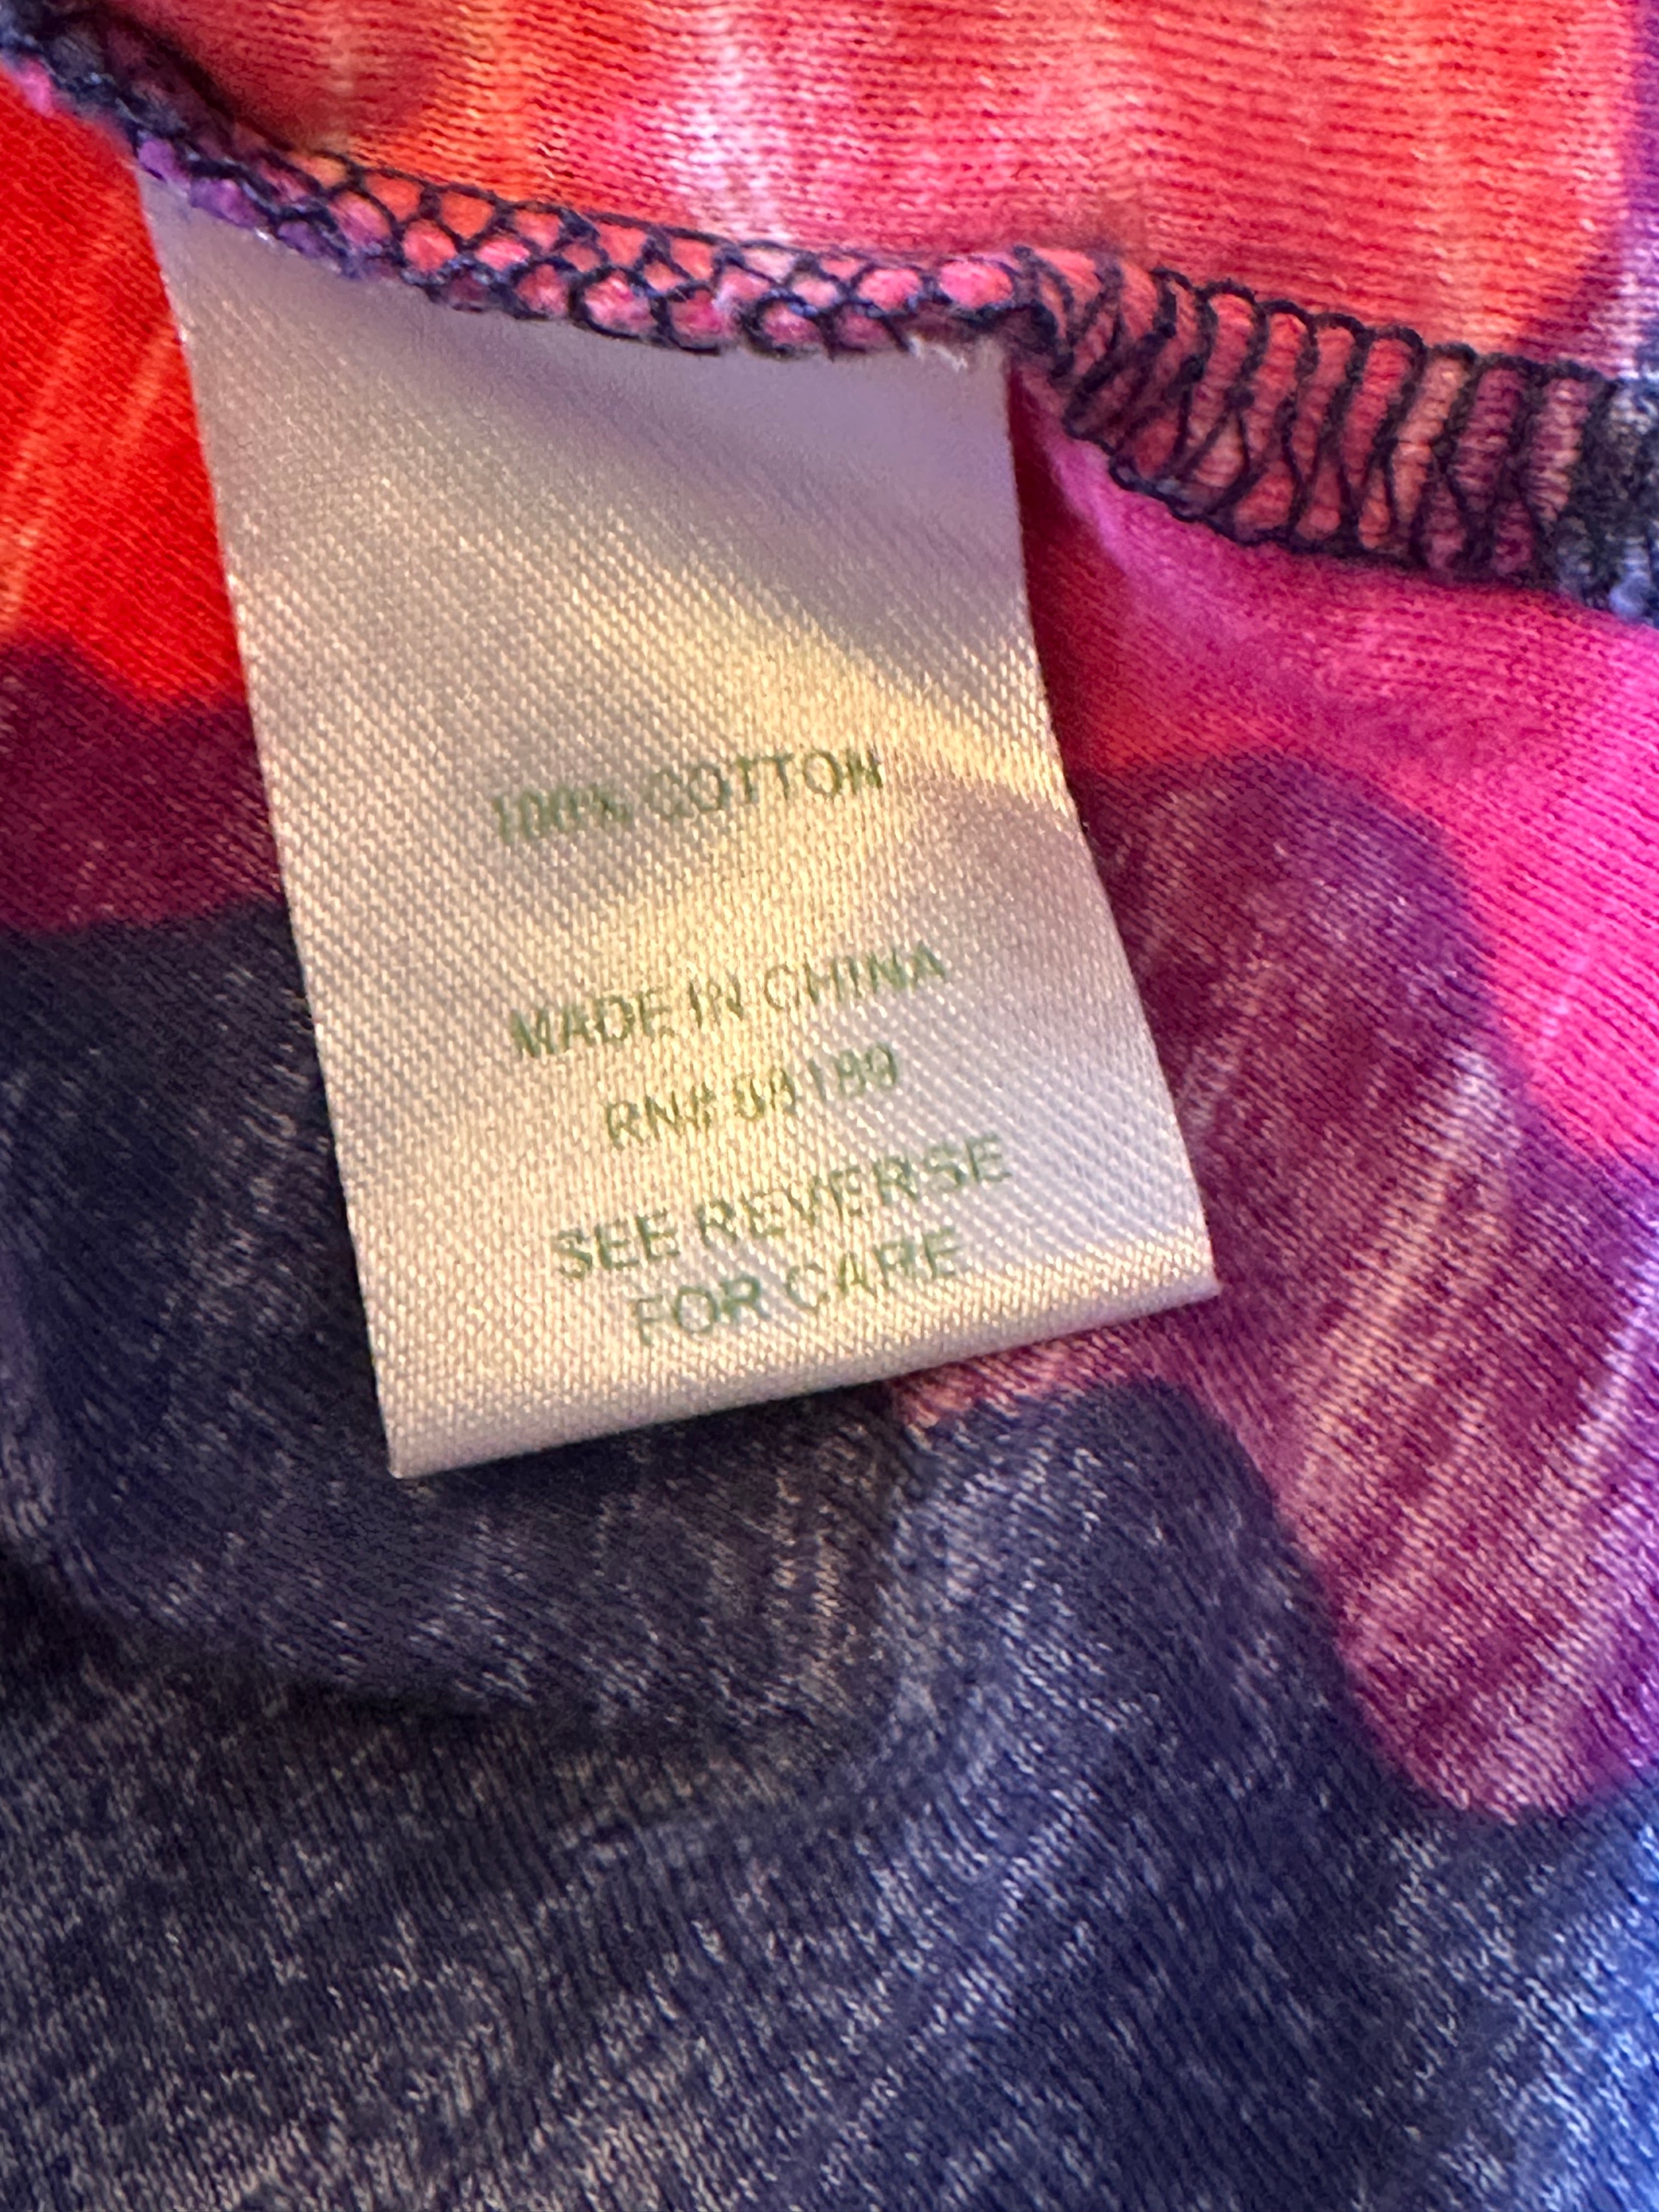 100% COTTON
MADE IN CHINA
RN#
SEE REVERSE
FOR CARE